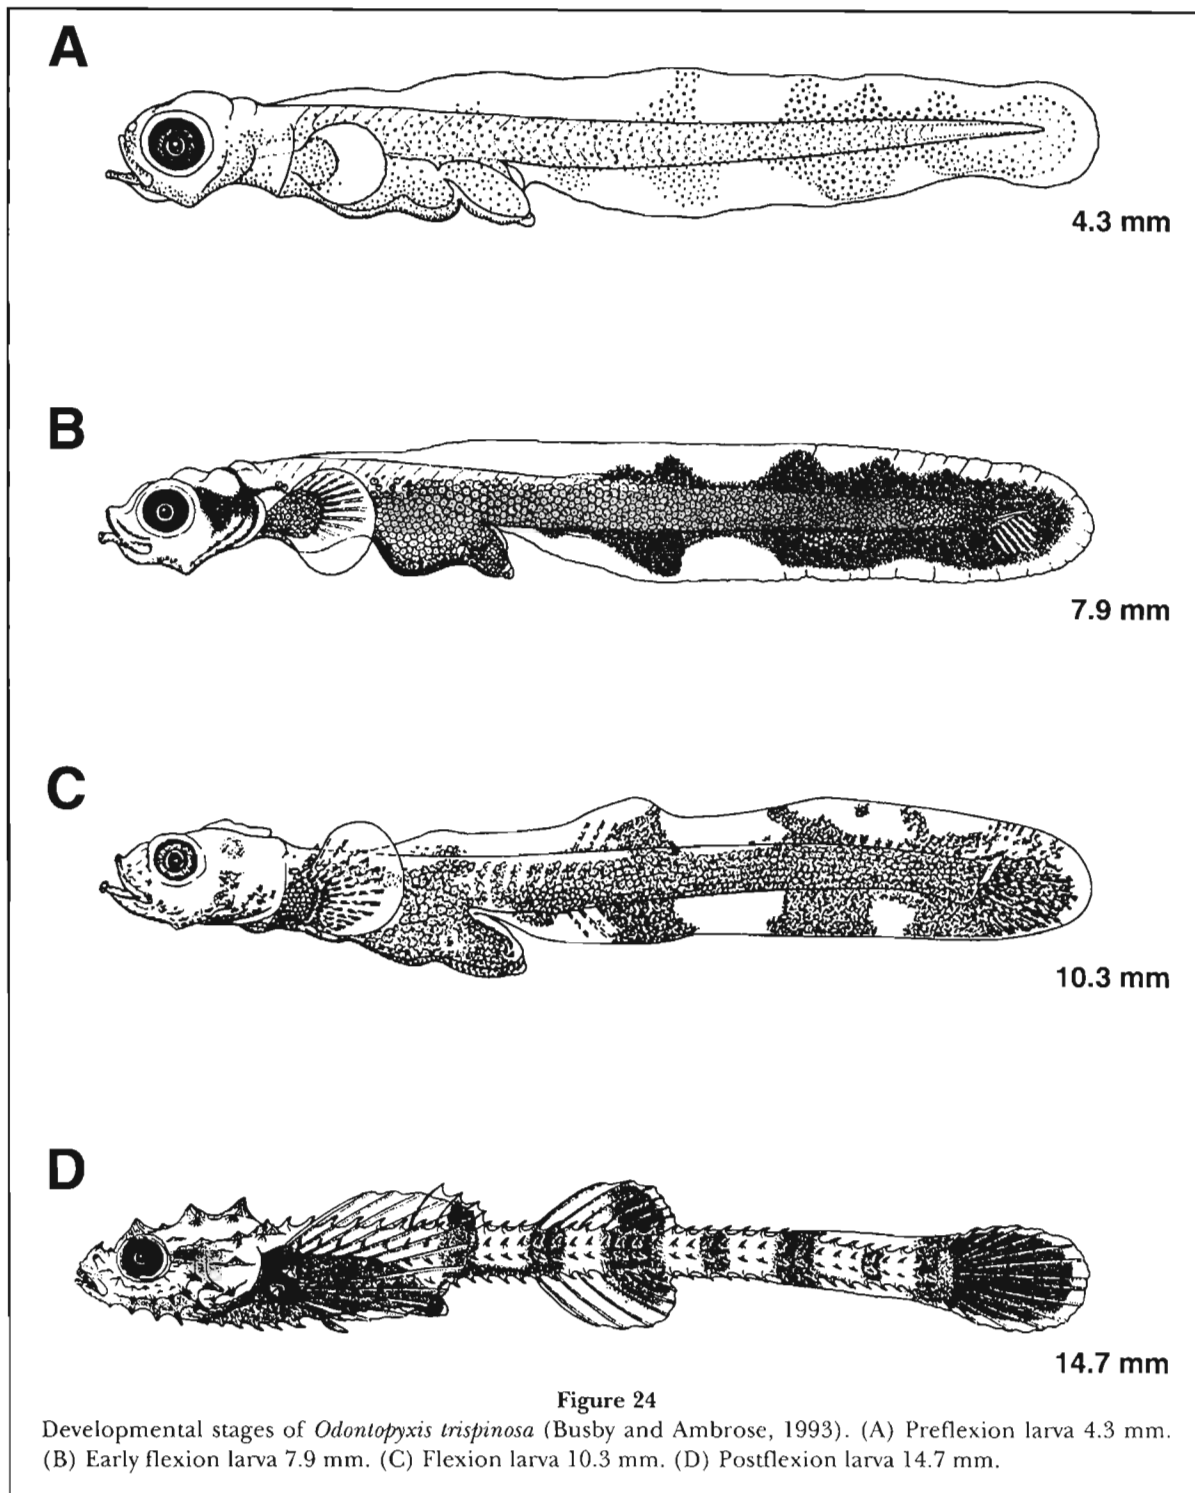 A
4.3 mm
B
7.9 mm
C
10.3 mm
D
14.7 mm
Figure 24
Developmental stages of Odontopyxis trispinosa (Busby and Ambrose, 1993). (A) Preflexion larva 4.3 mm.
(B) Early flexion larva 7.9 mm. (C) Flexion larva 10.3 mm. (D) Postflexion larva 14.7 mm.